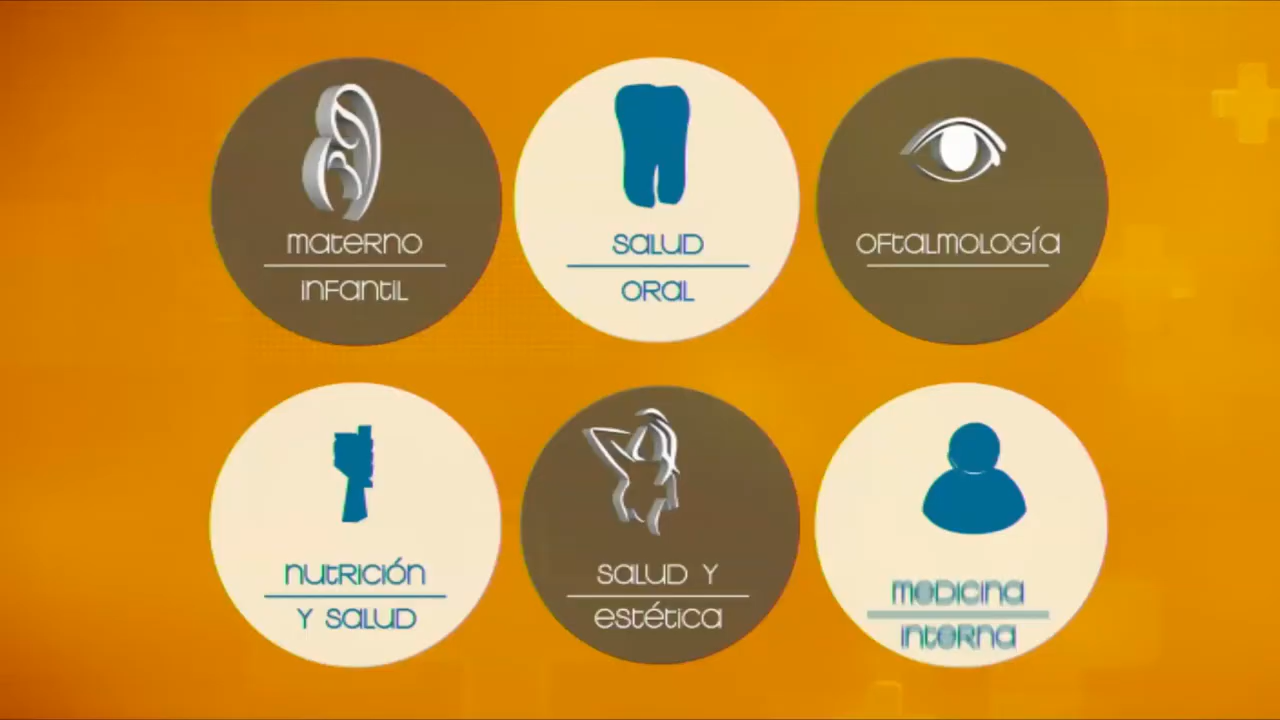 materno
infantil
salud
oral
oftalmología
nutrición
y salud
salud y
estética
medicina
interna